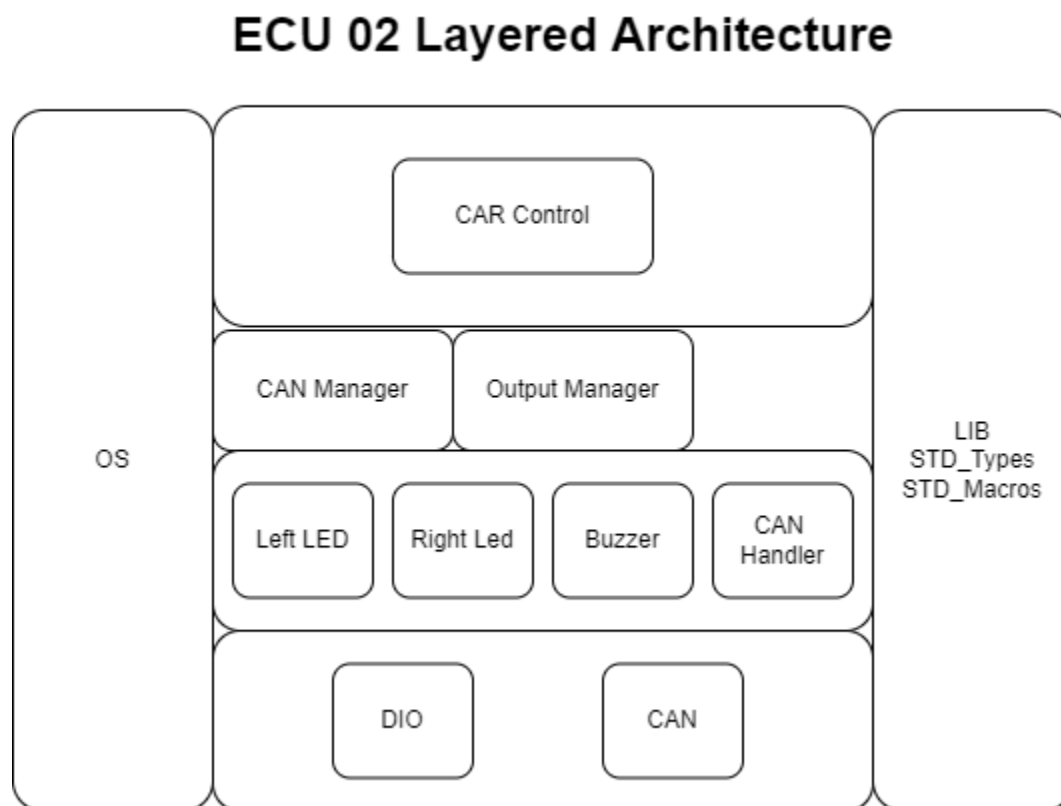 ECU 02 Layered Architecture
CAR Control
CAN Manager
Output Manager
OS
LIB
STD_Types
STD_Macros
Left LED
Right Led
Buzzer
CAN
Handler
DIO
CAN